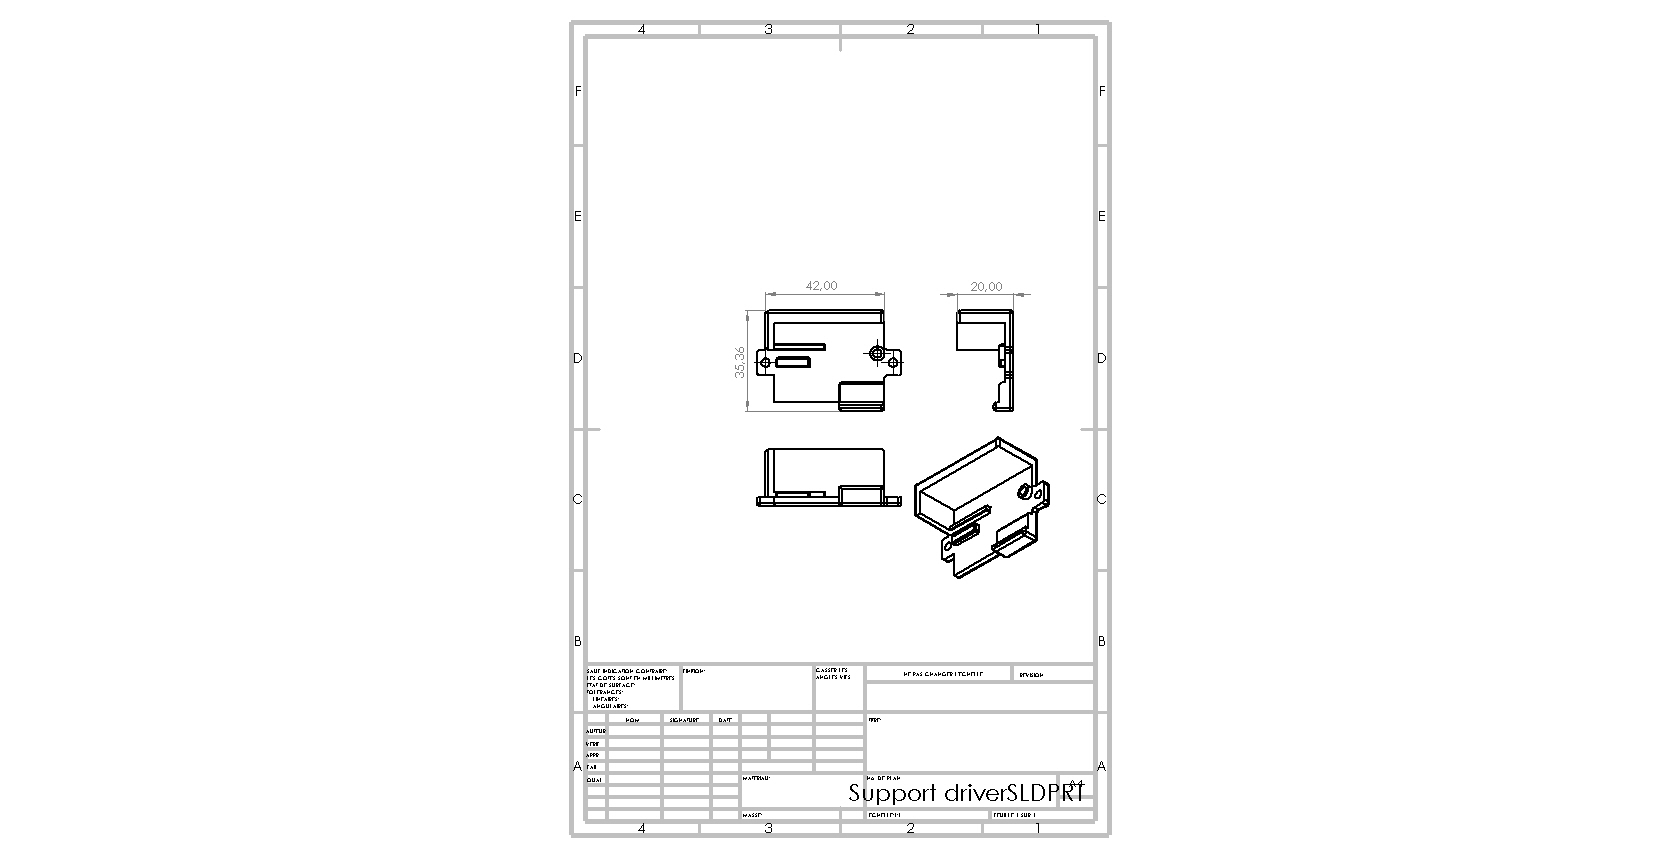 4 3 2 1
F F
E E
42,00 20,00
35,36
D D
C C
B B
SAUF INDICATION CONTRAIRE:
LES COTES SONT EN MILLIMETRES
ETAT DE SURFACE:
TOLERANCES:
LINEAIRES:
ANGULAIRES:
FINITION:
CASSER LES
ANGLES VIFS
NE PAS CHANGER L'ECHELLE
REVISION
NOM SIGNATURE DATE
TITRE:
AUTEUR
VERIF.
APPR.
FAB.
A A
QUAL.
MATERIAU:
No. DE PLAN
A4
Support driverSLDPRT
MASSE:
ECHELLE:1:1
FEUILLE 1 SUR 1
4 3 2 1